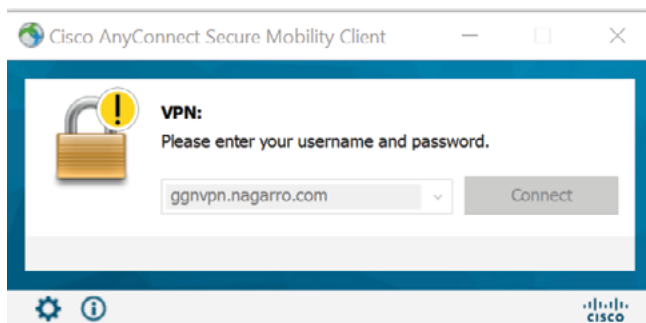 Cisco AnyConnect Secure Mobility Client
VPN:
Please enter your username and password.
ggnvpn.nagarro.com
Connect
CISCO